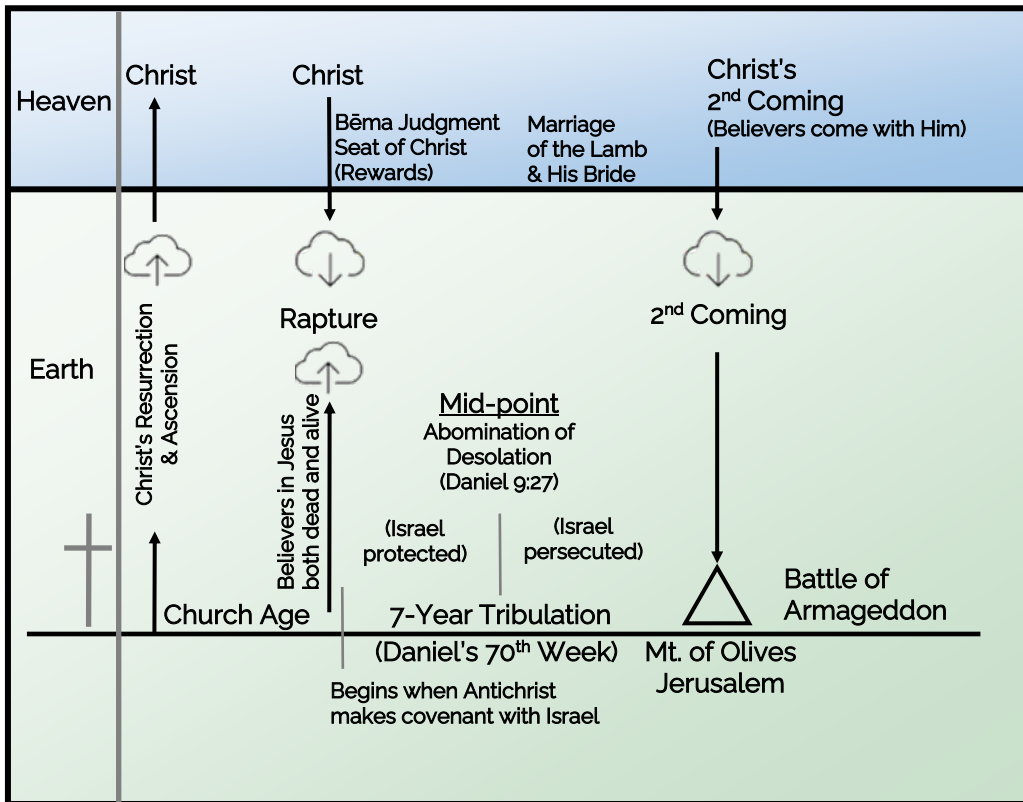 Heaven
Christ
Christ
Bēma Judgment
Seat of Christ
(Rewards)
Marriage
of the Lamb
& His Bride
Christ's
2nd Coming
(Believers come with Him)
Earth
Christ's Resurrection
& Ascension
Rapture
Believers in Jesus
both dead and alive
2nd Coming
Mid-point
Abomination of
Desolation
(Daniel 9:27)
(Israel
protected)
(Israel
persecuted)
Church Age
7-Year Tribulation
(Daniel's 70th Week)
Begins when Antichrist
makes covenant with Israel
Battle of
Armageddon
Mt. of Olives
Jerusalem